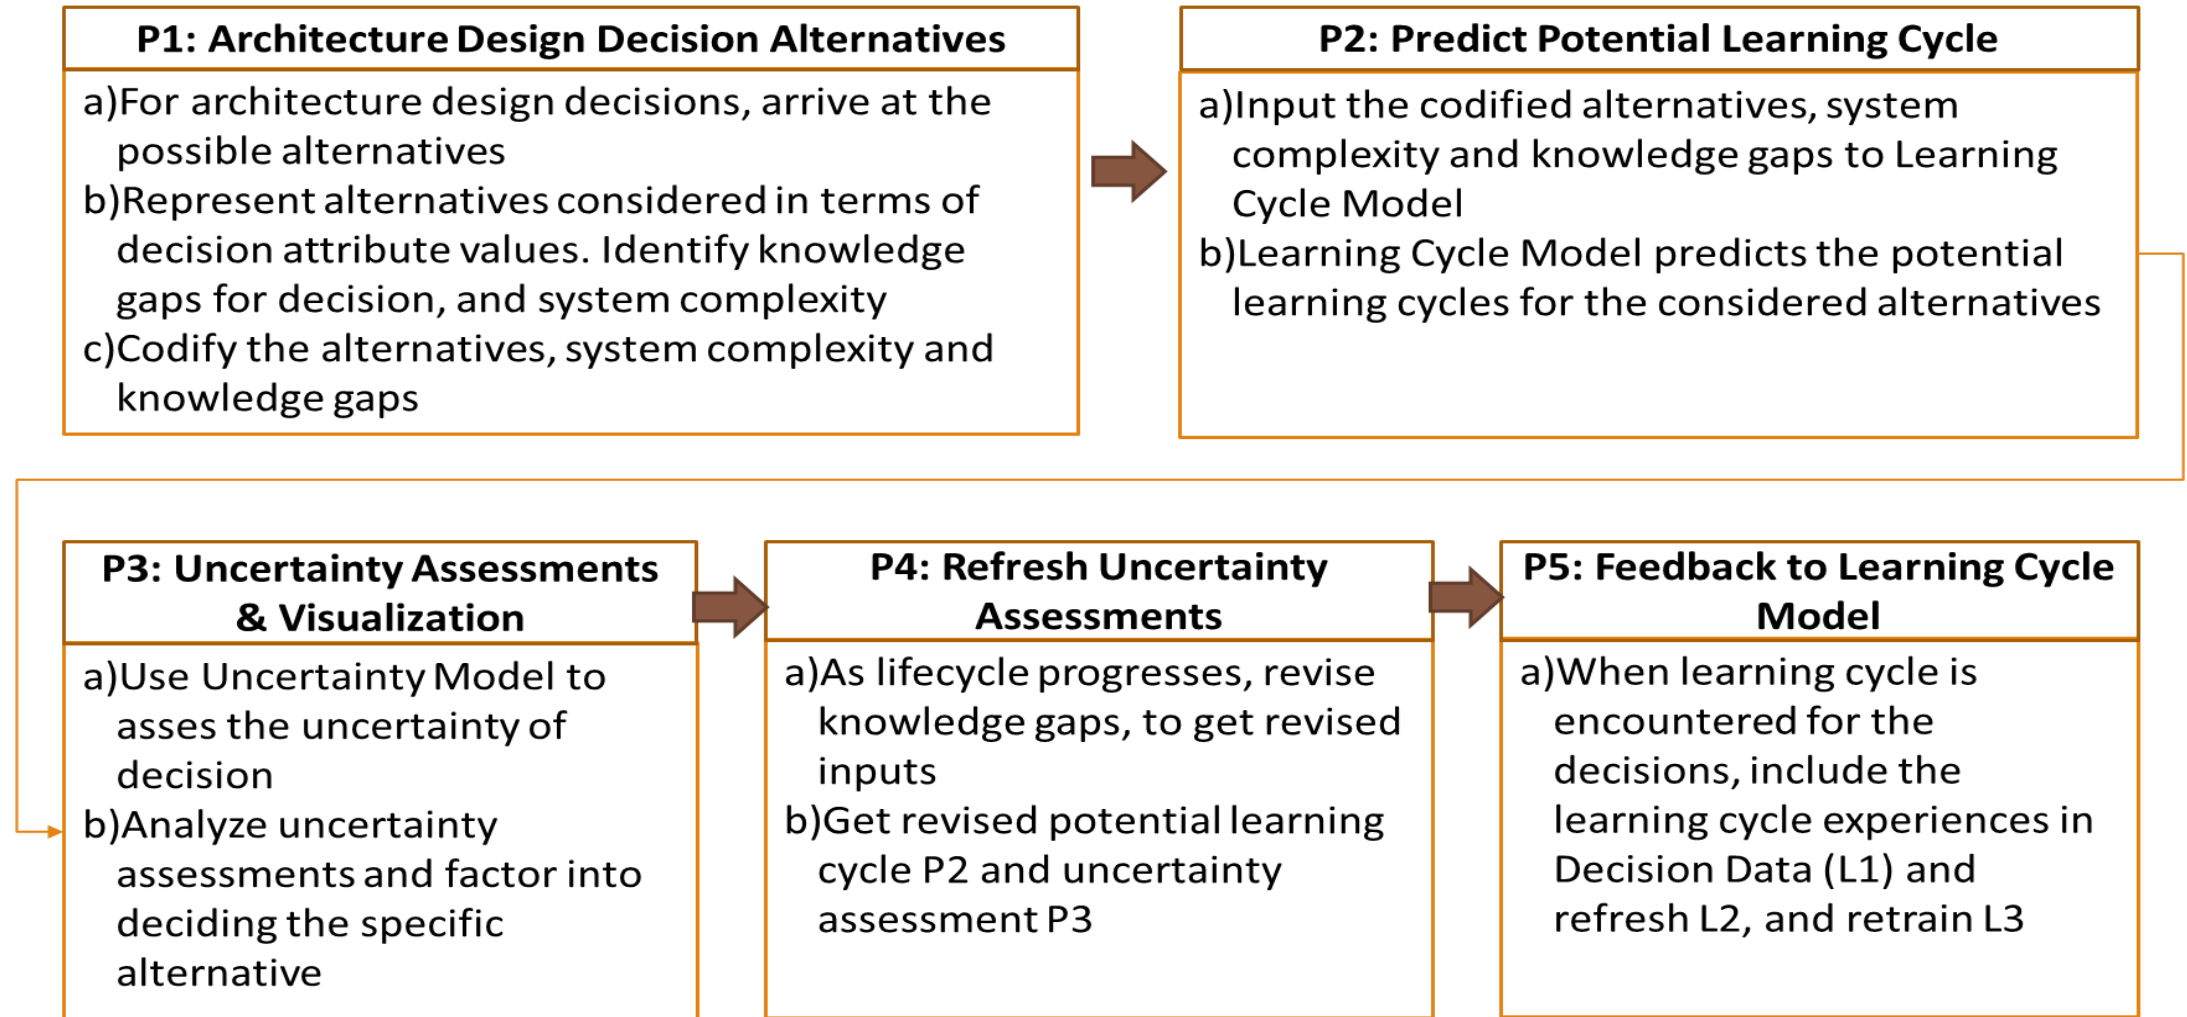 P1: Architecture Design Decision Alternatives
a)For architecture design decisions, arrive at the
possible alternatives
b)Represent alternatives considered in terms of
decision attribute values. Identify knowledge
gaps for decision, and system complexity
c)Codify the alternatives, system complexity and
knowledge gaps
P2: Predict Potential Learning Cycle
a)Input the codified alternatives, system
complexity and knowledge gaps to Learning
Cycle Model
b)Learning Cycle Model predicts the potential
learning cycles for the considered alternatives
P3: Uncertainty Assessments
& Visualization
a)Use Uncertainty Model to
asses the uncertainty of
decision
b)Analyze uncertainty
assessments and factor into
deciding the specific
alternative
P4: Refresh Uncertainty
Assessments
a)As lifecycle progresses, revise
knowledge gaps, to get revised
inputs
b)Get revised potential learning
cycle P2 and uncertainty
assessment P3
P5: Feedback to Learning Cycle
Model
a)When learning cycle is
encountered for the
decisions, include the
learning cycle experiences in
Decision Data (L1) and
refresh L2, and retrain L3